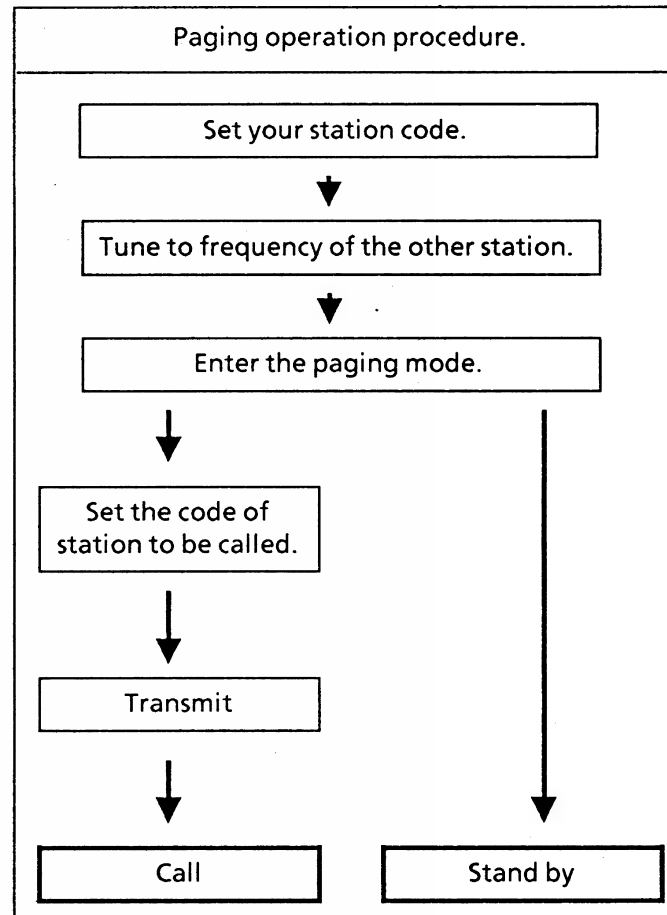 Paging operation procedure.
Set your station code.
Tune to frequency of the other station.
Enter the paging mode.
Set the code of
station to be called.
Transmit
Call
Stand by